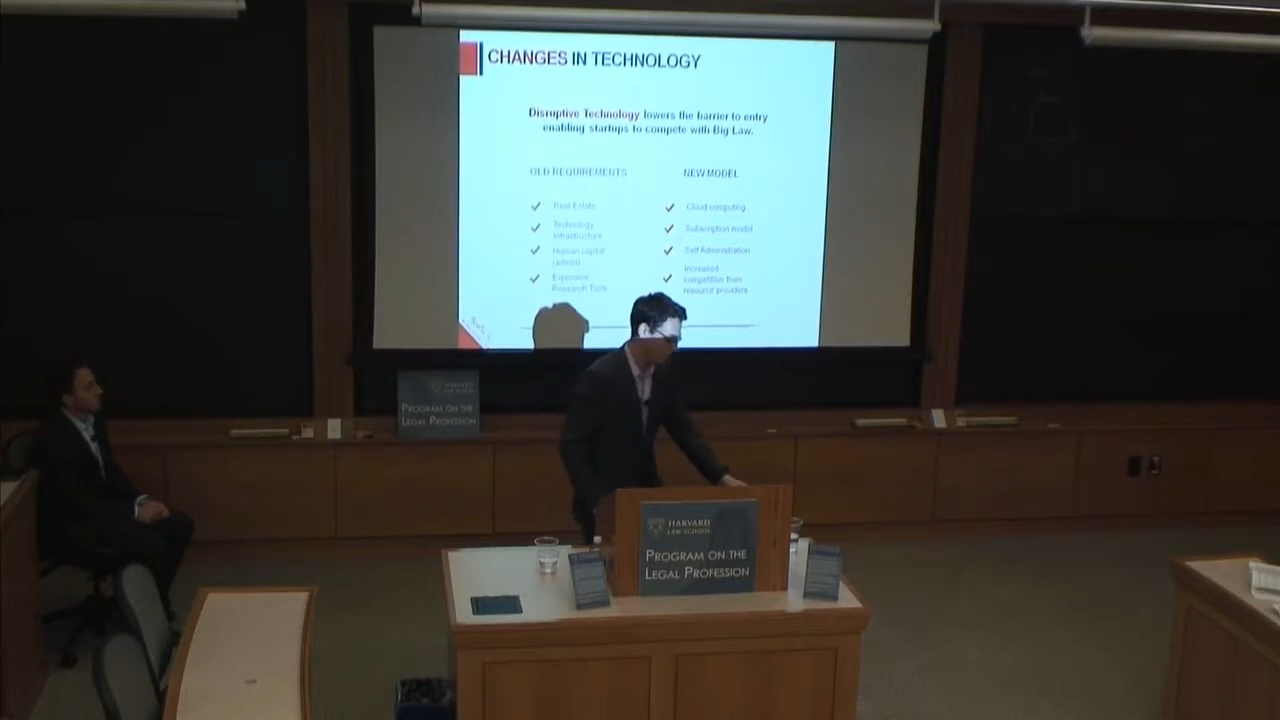 CHANGES IN TECHNOLOGY
Disruptive Technology lowers the barrier to entry
enabling startups to compete with Big Law.
OLD REQUIREMENTS
Real Estate
Technology
Infrastructure
Human capital
(admin)
Expensive
Research Tools
NEW MODEL
Cloud computing
Subscription model
Self Administration
Increased
competition from
resource providers
HARVARD
LAW SCHOOL
PROGRAM ON THE
LEGAL PROFESSION
HARVARD
LAW SCHOOL
PROGRAM ON THE
LEGAL PROFESSION